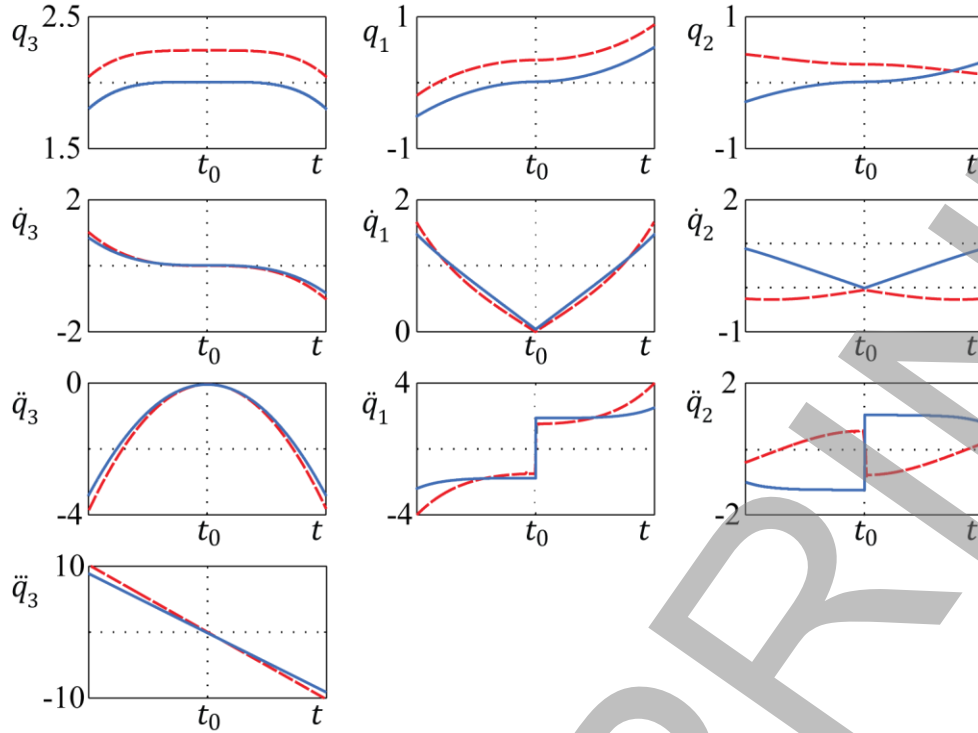 q₃ 2.5 1.5 t₀ t
q₁ 1 -1 t₀ t
q₂ 1 -1 t₀ t
q̇₃ 2 -2 t₀ t
q̇₁ 2 0 t₀ t
q̇₂ -1 t₀ t
q̈₃ 0 -4 t₀ t
q̈₁ 4 -4 t₀ t
q̈₂ 2 -2 t₀ t
q⃛₃ 10 -10 t₀ t
PRIN